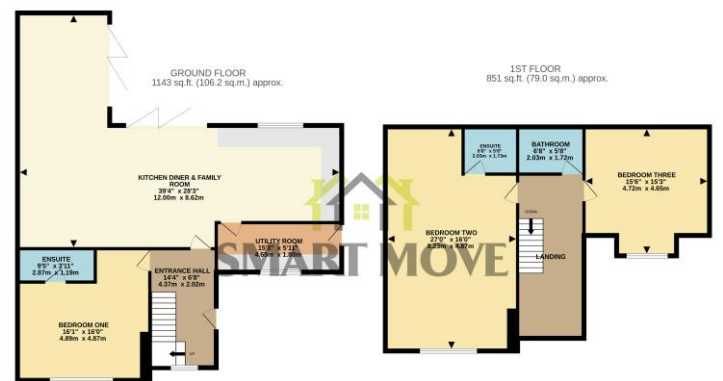 GROUND FLOOR
1143 sq.ft. (106.2 sq.m.) approx.
KITCHEN DINER & FAMILY
ROOM
39'4" x 28'3"
12.00m x 8.62m
UTILITY ROOM
15'3" x 5'11"
4.65m x 1.80m
ENSUITE
9'5" x 3'11"
2.87m x 1.19m
ENTRANCE HALL
14'4" x 6'8"
4.37m x 2.02m
BEDROOM ONE
16'1" x 16'0"
4.89m x 4.87m
UP
1ST FLOOR
851 sq.ft. (79.0 sq.m.) approx.
ENSUITE
6'8" x 5'8"
2.03m x 1.73m
BATHROOM
6'8" x 5'8"
2.03m x 1.72m
BEDROOM THREE
15'6" x 15'3"
4.72m x 4.65m
BEDROOM TWO
27'0" x 16'0"
8.23m x 4.87m
DOWN
LANDING
SMART MOVE